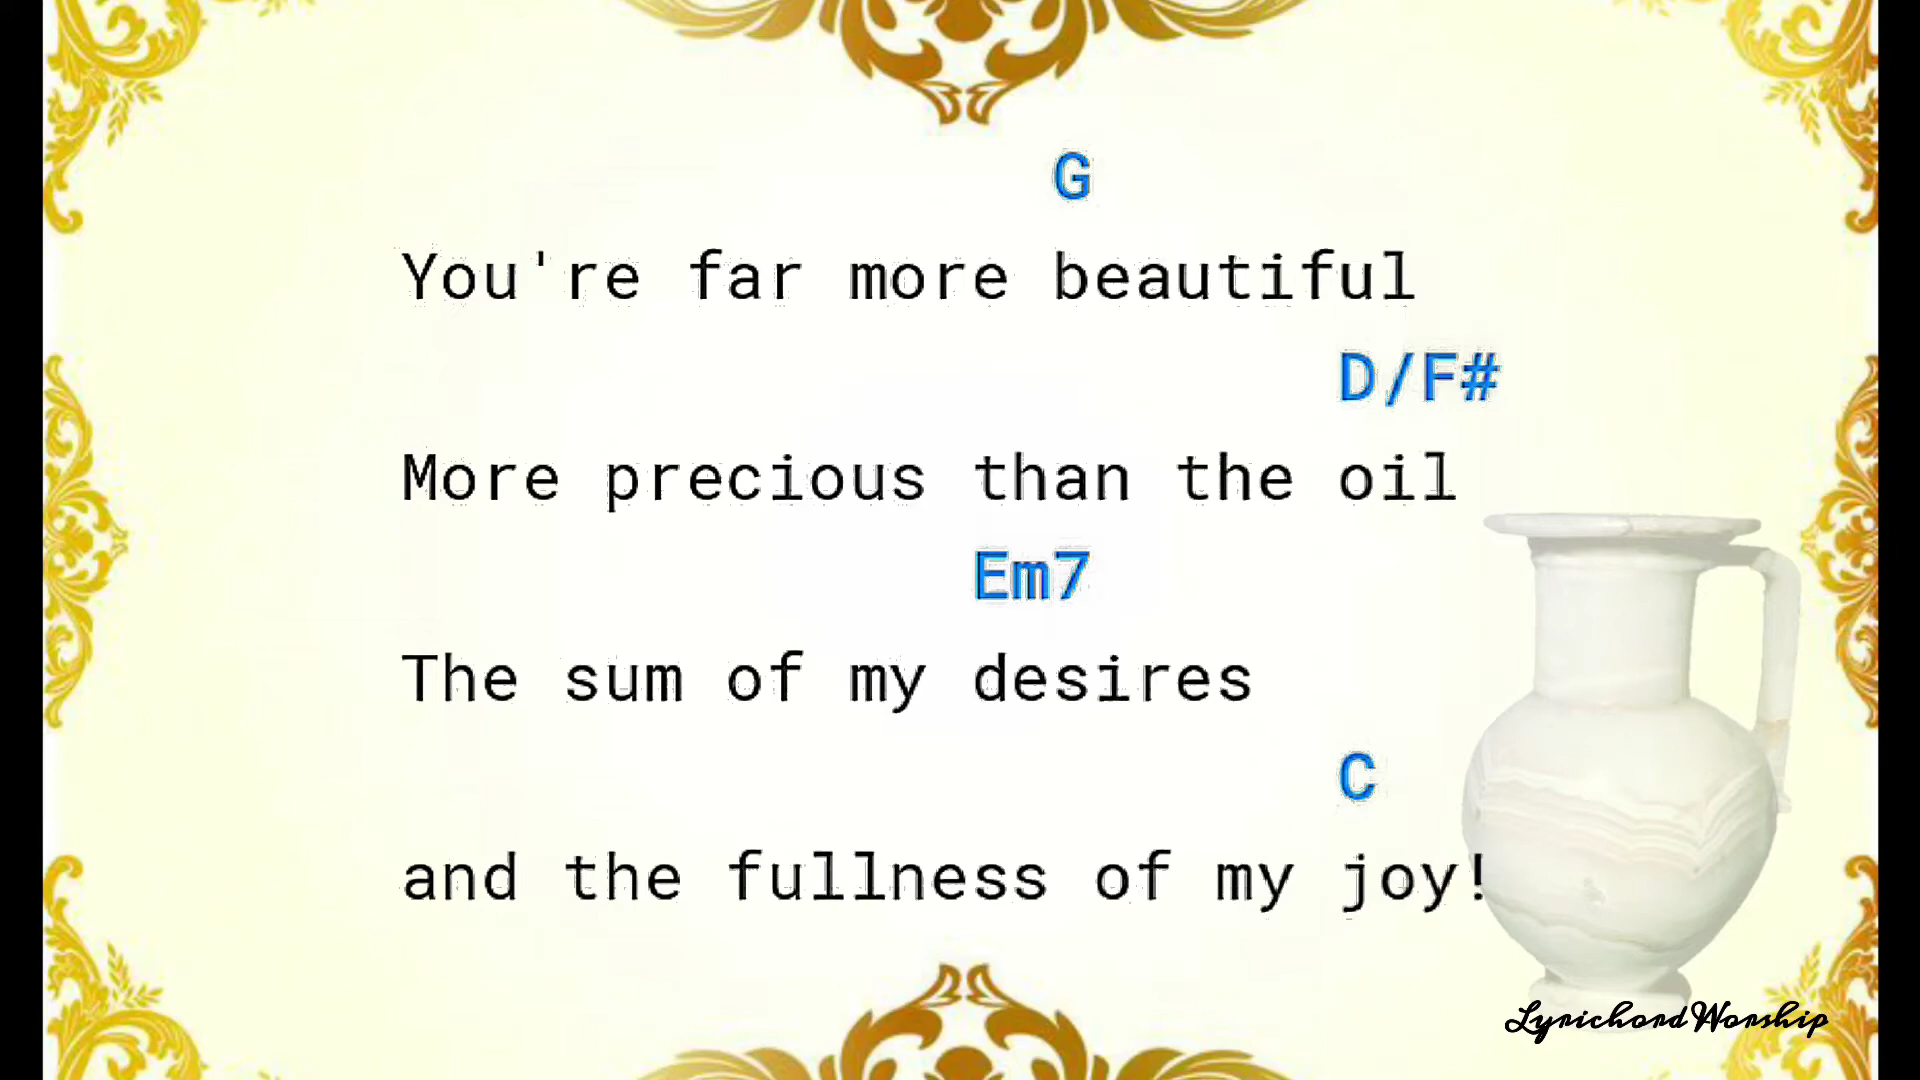 G
You're far more beautiful
D/F#
More precious than the oil
Em7
The sum of my desires
C
and the fullness of my joy!
LyrichordWorship